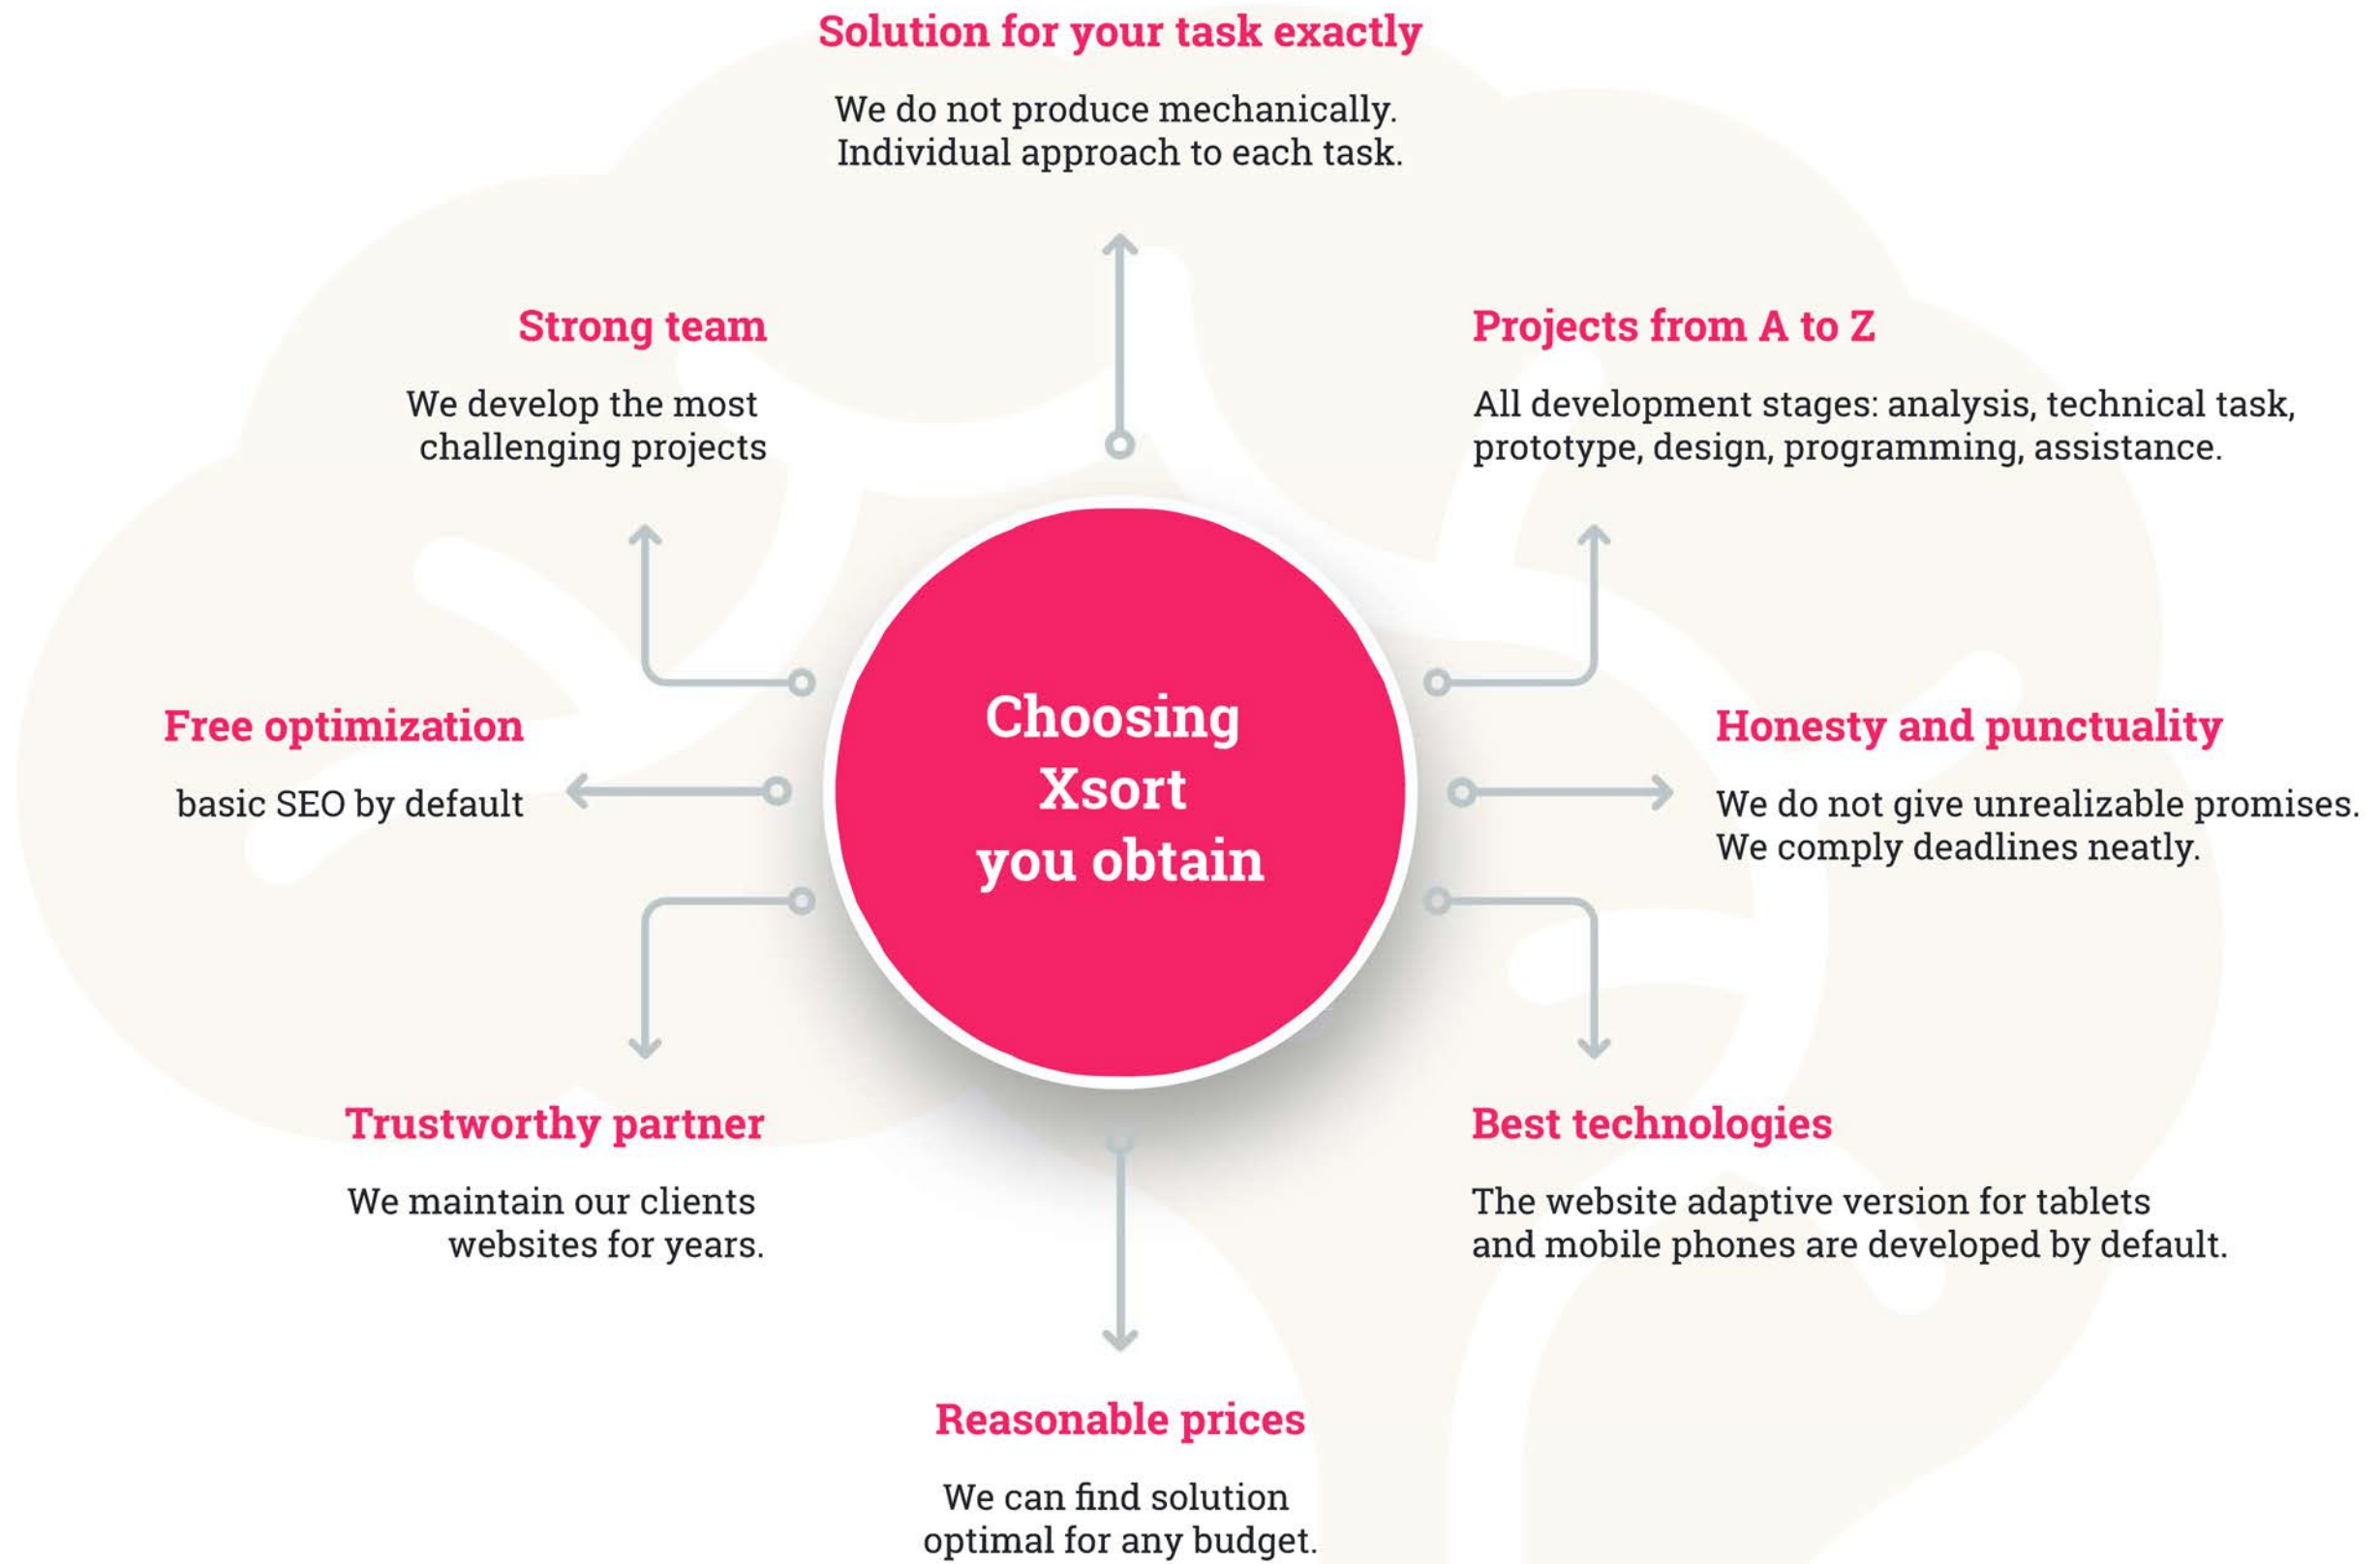 Solution for your task exactly
We do not produce mechanically.
Individual approach to each task.
Strong team
We develop the most
challenging projects
Projects from A to Z
All development stages: analysis, technical task,
prototype, design, programming, assistance.
Free optimization
basic SEO by default
Choosing
Xsort
you obtain
Honesty and punctuality
We do not give unrealizable promises.
We comply deadlines neatly.
Trustworthy partner
We maintain our clients
websites for years.
Best technologies
The website adaptive version for tablets
and mobile phones are developed by default.
Reasonable prices
We can find solution
optimal for any budget.